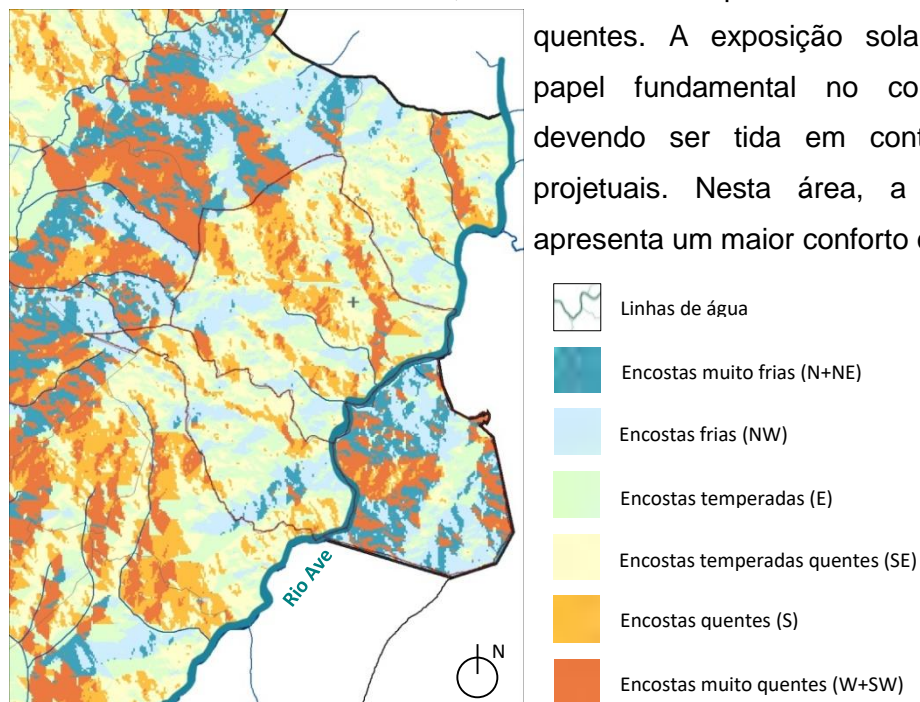 quentes. A exposição sola
papel fundamental no co
devendo ser tida em cont
projetuais. Nesta área, a
apresenta um maior conforto
Linhas de água
Encostas muito frias (N+NE)
Encostas frias (NW)
Encostas temperadas (E)
Encostas temperadas quentes (SE)
Encostas quentes (S)
Encostas muito quentes (W+SW)
Rio Ave
N